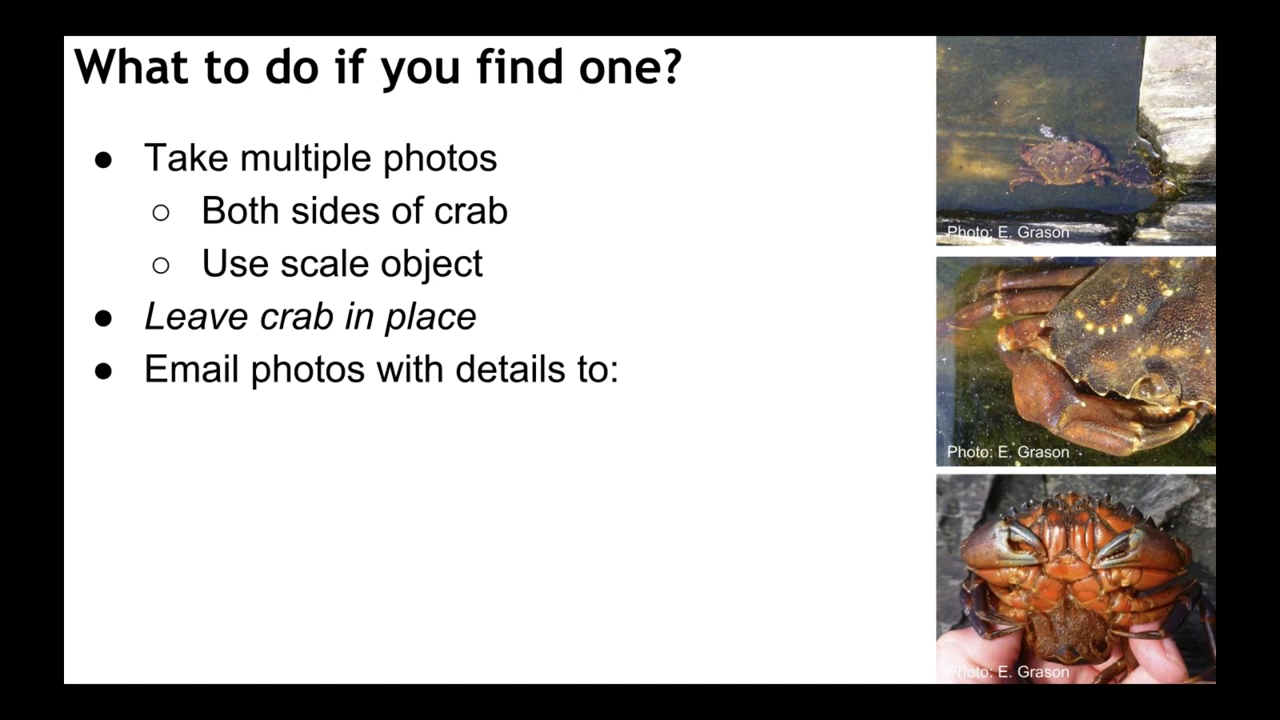 What to do if you find one?
● Take multiple photos
○ Both sides of crab
○ Use scale object
● Leave crab in place
● Email photos with details to:
Photo: E. Grason
Photo: E. Grason
Photo: E. Grason